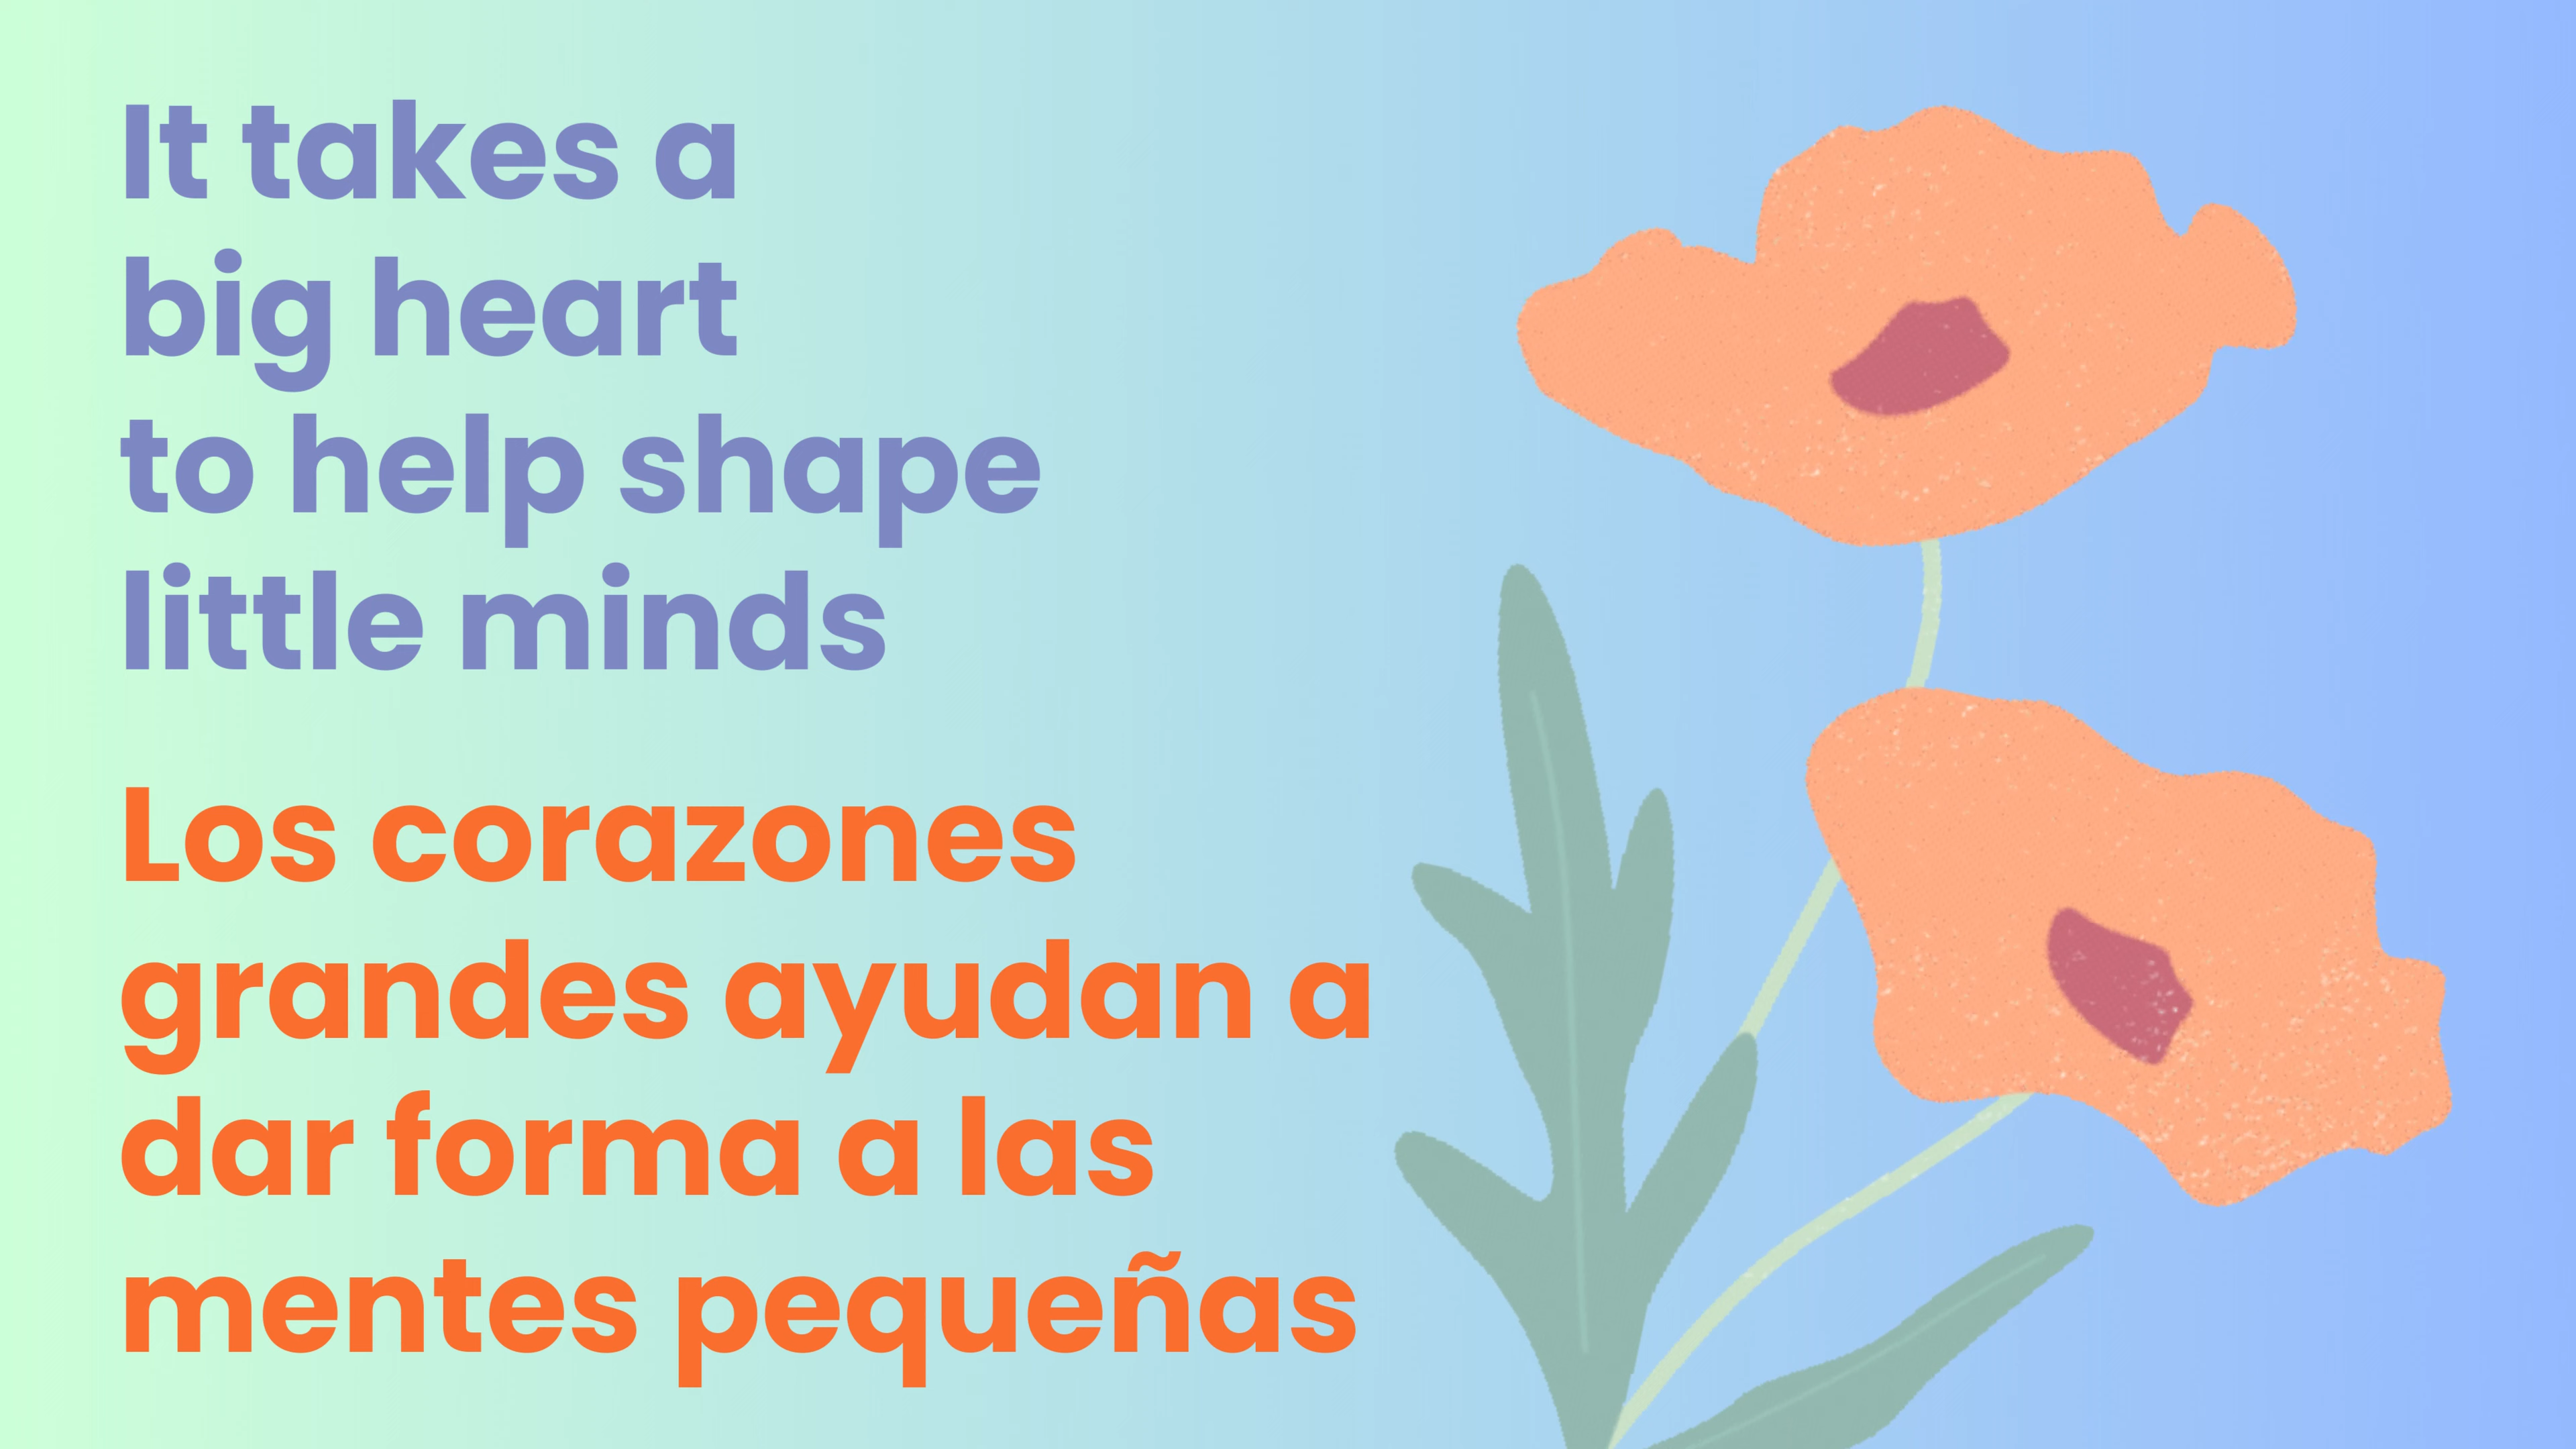 It takes a
big heart
to help shape
little minds
Los corazones
grandes ayudan a
dar forma a las
mentes pequeñas